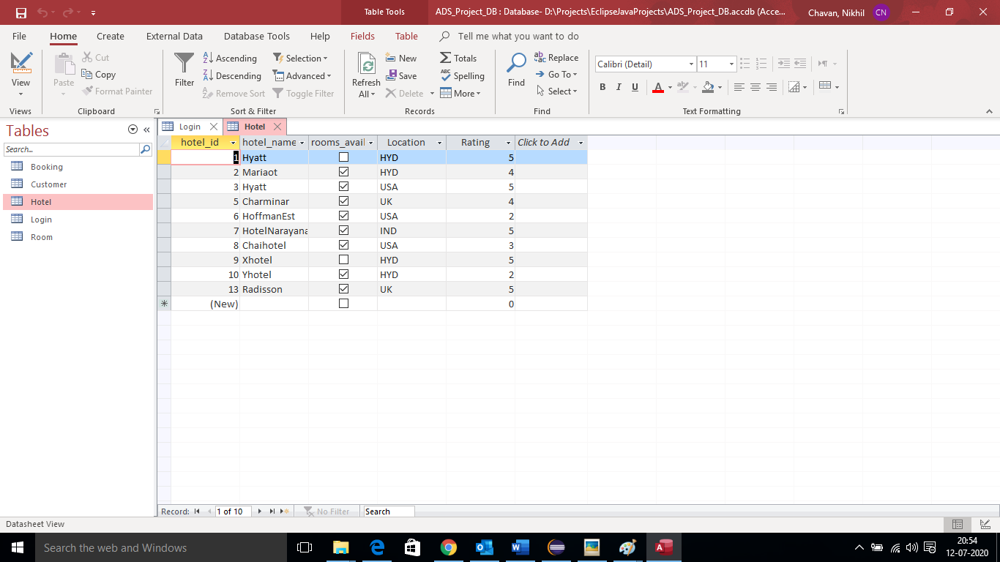 Table Tools ADS_Project_DB : Database- D:\Projects\EclipseJavaProjects\ADS_Project_DB.accdb (Acce... Chavan, Nikhil CN
File Home Create External Data Database Tools Help Fields Table Tell me what you want to do
View
Views
Paste
Cut
Copy
Format Painter
Clipboard
Filter
Ascending
Descending
Remove Sort
Selection
Advanced
Toggle Filter
Sort & Filter
Refresh
All
New
Save
Delete
Totals
Spelling
More
Records
Find
Replace
Go To
Select
Find
Calibri (Detail) 11
B I U A
Text Formatting
Tables
Search...
Booking
Customer
Hotel
Login
Room
Login Hotel
hotel_id hotel_name rooms_avail Location Rating Click to Add
1 Hyatt HYD 5
2 Mariaot HYD 4
3 Hyatt USA 5
5 Charminar UK 4
6 HoffmanEst USA 2
7 HotelNarayana IND 5
8 Chaihotel USA 3
9 Xhotel HYD 5
10 Yhotel HYD 2
13 Radisson UK 5
(New) 0
Record: 1 of 10 No Filter Search
Datasheet View
Search the web and Windows
20:54
12-07-2020